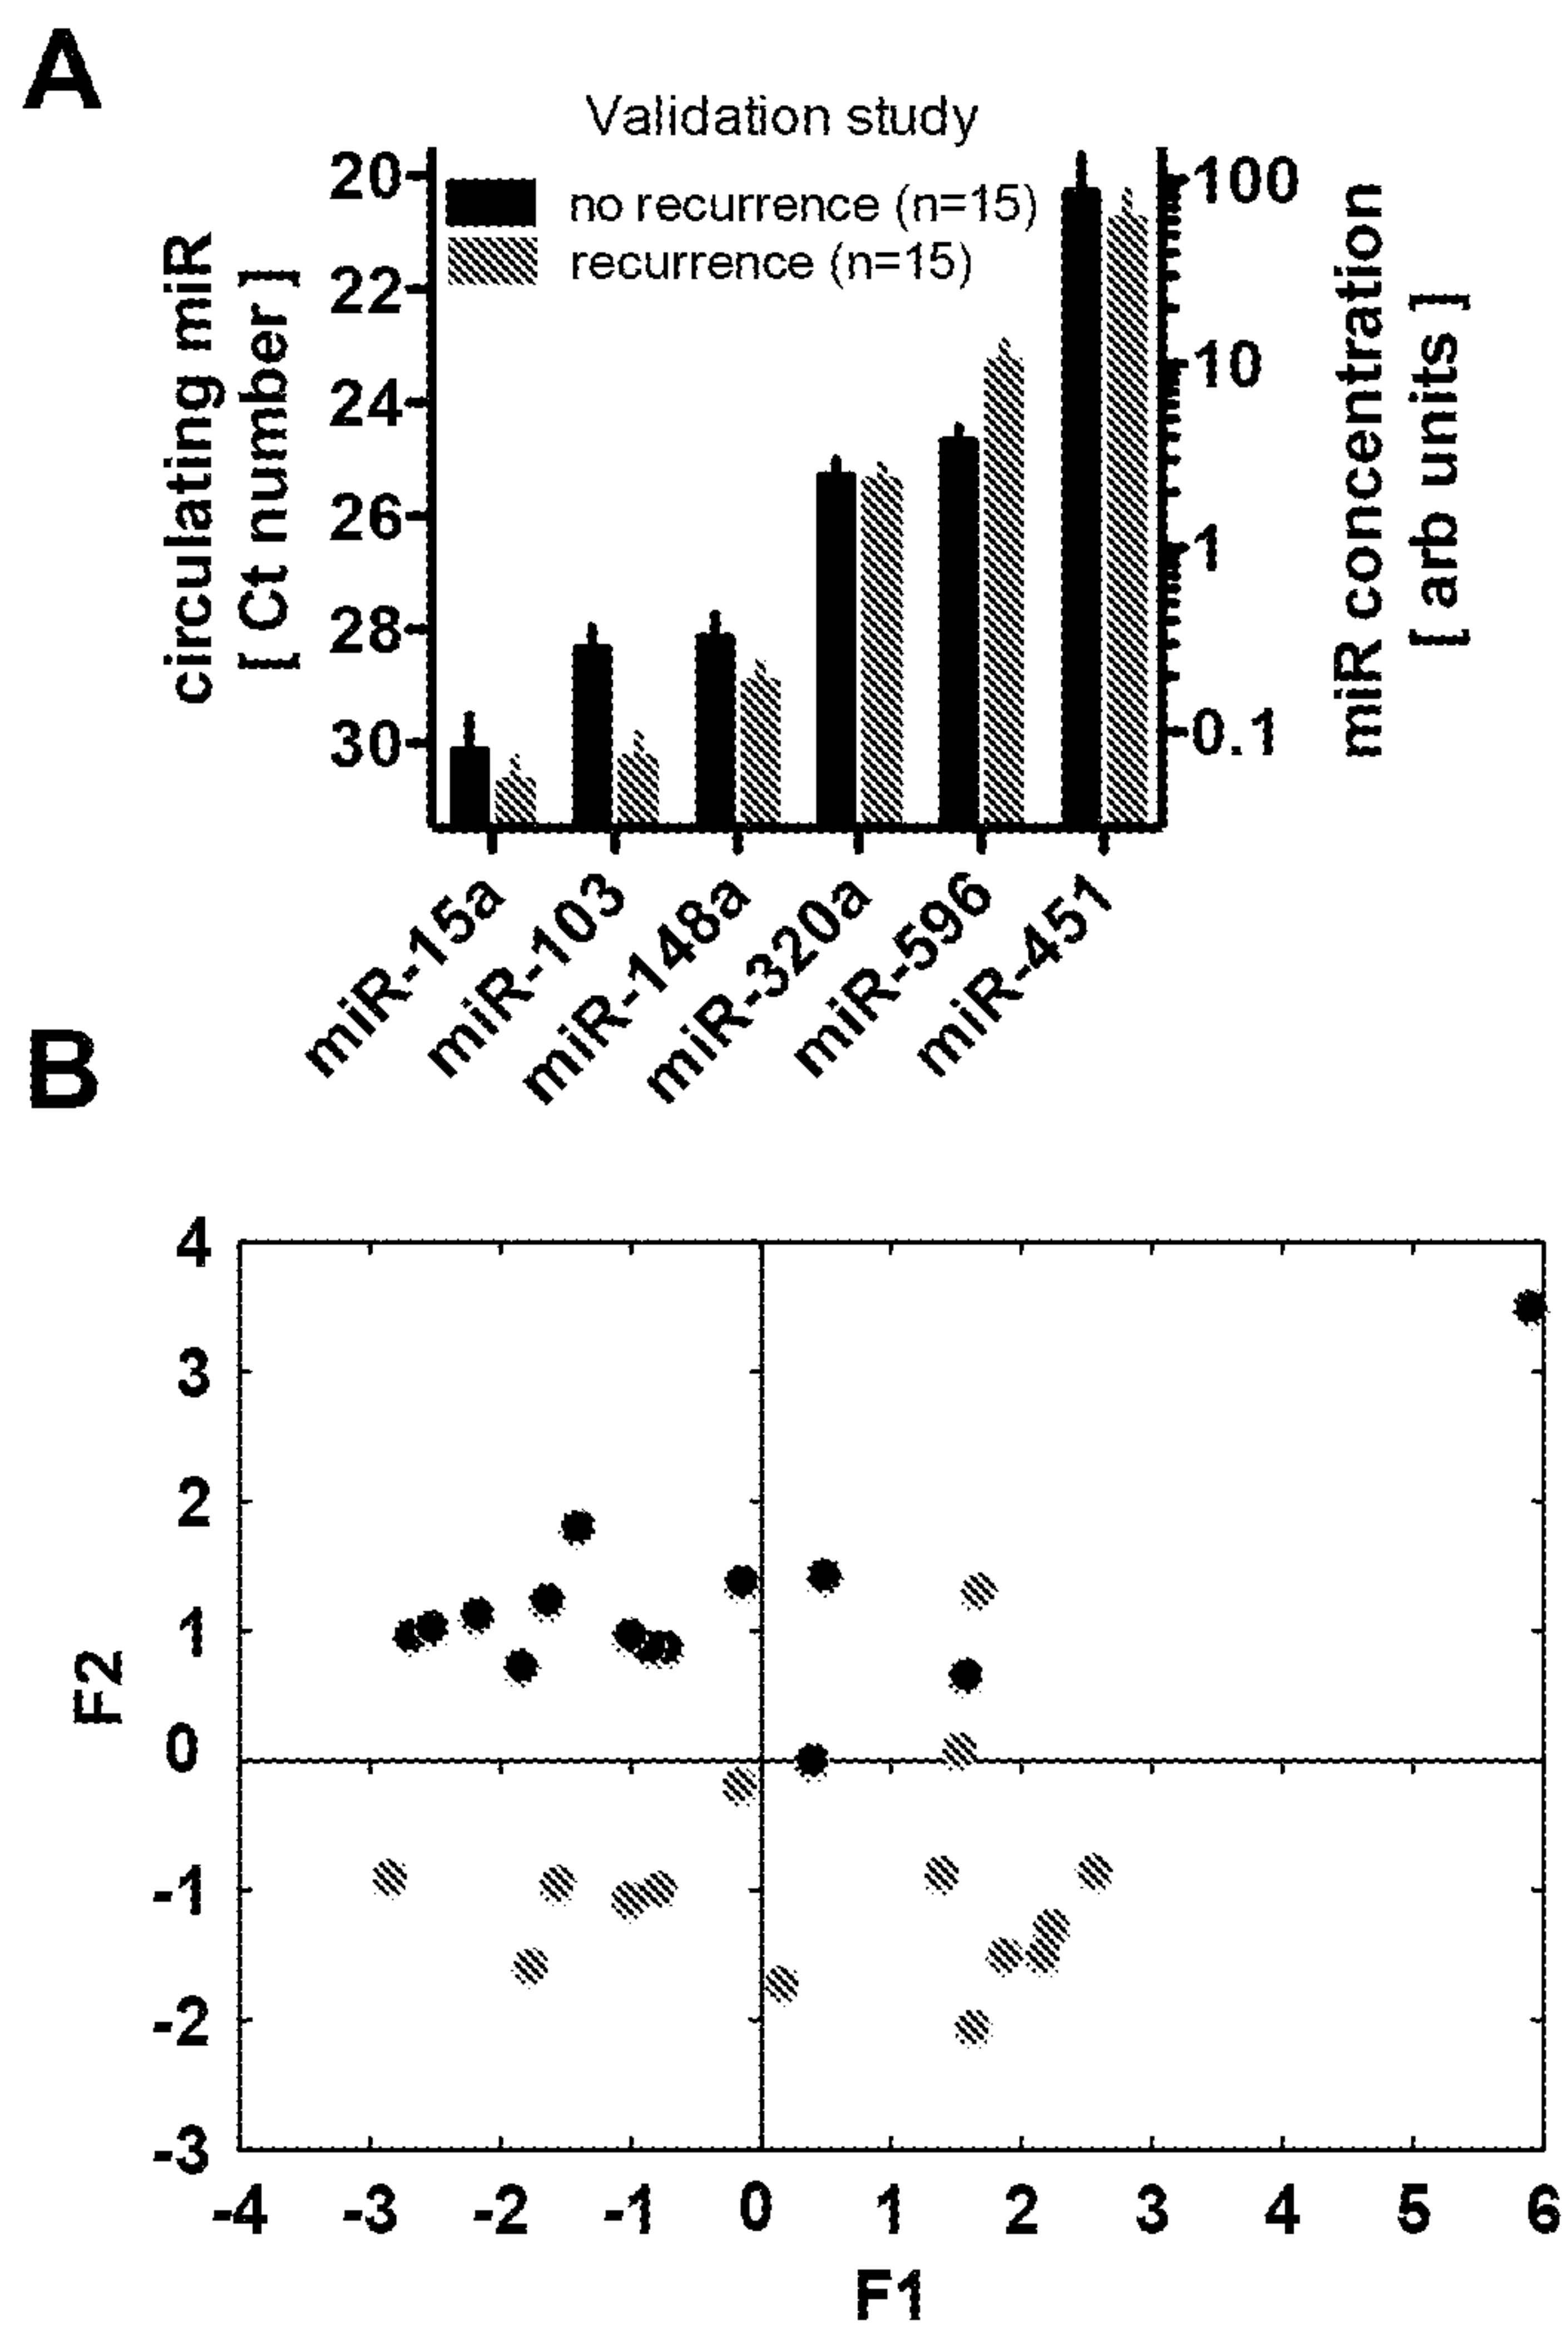 A
Validation study
no recurrence (n=15)
recurrence (n=15)
circulating miR
[ Ct number ]
20
22
24
26
28
30
100
10
1
0.1
miR concentration
[ arb units ]
miR-15a
miR-103
miR-148a
miR-320a
miR-596
miR-451
B
F2
4
3
2
1
0
-1
-2
-3
-4
-3
-2
-1
0
1
2
3
4
5
6
F1